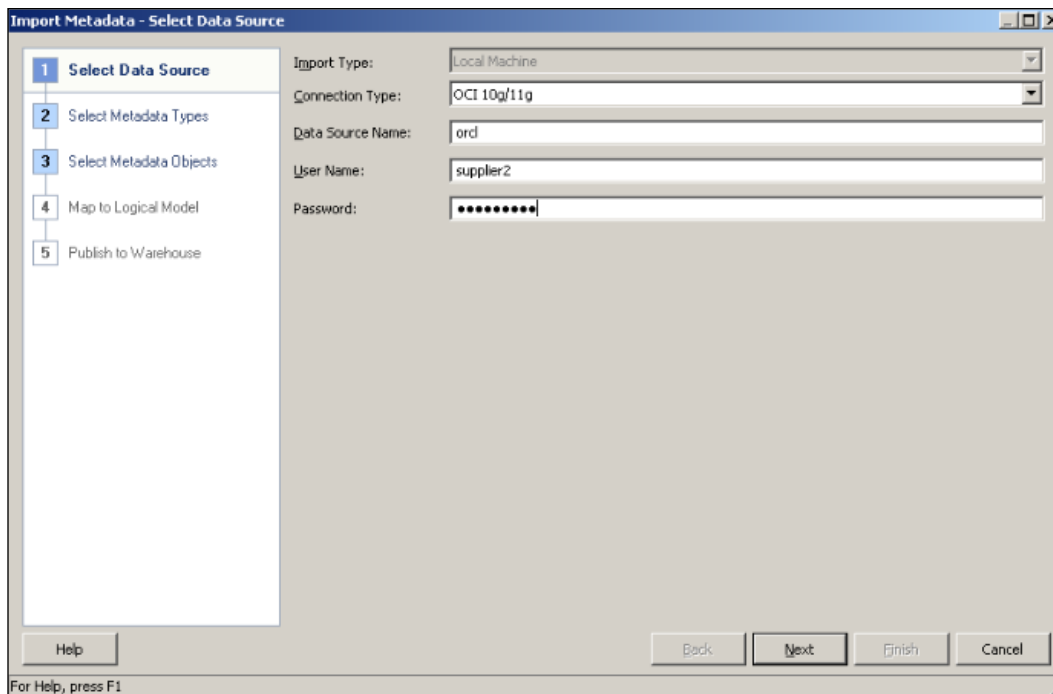 Import Metadata - Select Data Source
1 Select Data Source
2 Select Metadata Types
3 Select Metadata Objects
4 Map to Logical Model
5 Publish to Warehouse
Import Type: Local Machine
Connection Type: OCI 10g/11g
Data Source Name: orcl
User Name: supplier2
Password: ●●●●●●●●●
Help
Back Next Finish Cancel
For Help, press F1